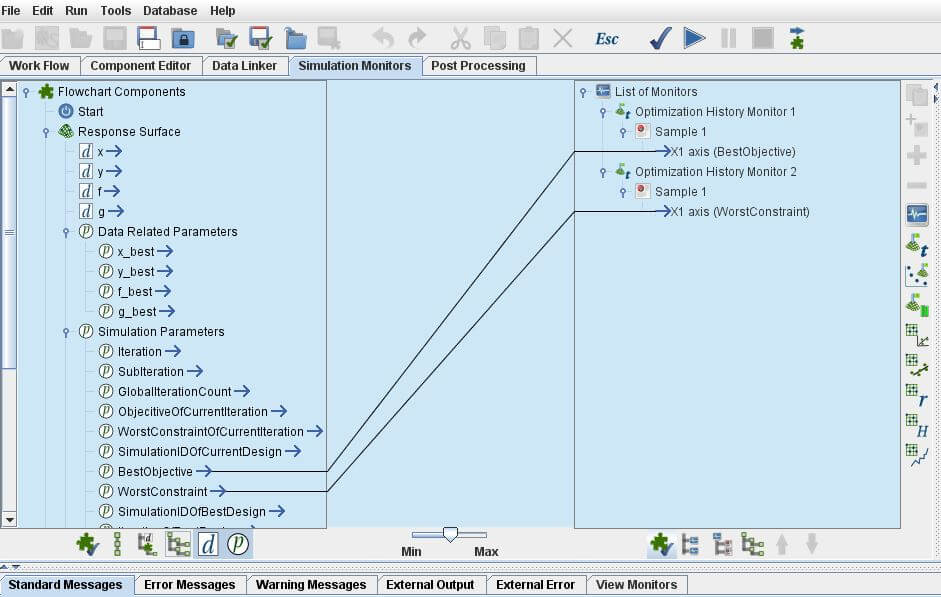 File Edit Run Tools Database Help
Esc
Work Flow Component Editor Data Linker Simulation Monitors Post Processing
Flowchart Components
Start
Response Surface
d x
d y
d f
d g
p Data Related Parameters
p x_best
p y_best
p f_best
p g_best
p Simulation Parameters
p Iteration
p SubIteration
p GlobalIterationCount
p ObjecitiveOfCurrentIteration
p WorstConstraintOfCurrentIteration
p SimulationIDOfCurrentDesign
p BestObjective
p WorstConstraint
p SimulationIDOfBestDesign
List of Monitors
Optimization History Monitor 1
Sample 1
X1 axis (BestObjective)
Optimization History Monitor 2
Sample 1
X1 axis (WorstConstraint)
t
r
H
d d p
Min Max
Standard Messages Error Messages Warning Messages External Output External Error View Monitors